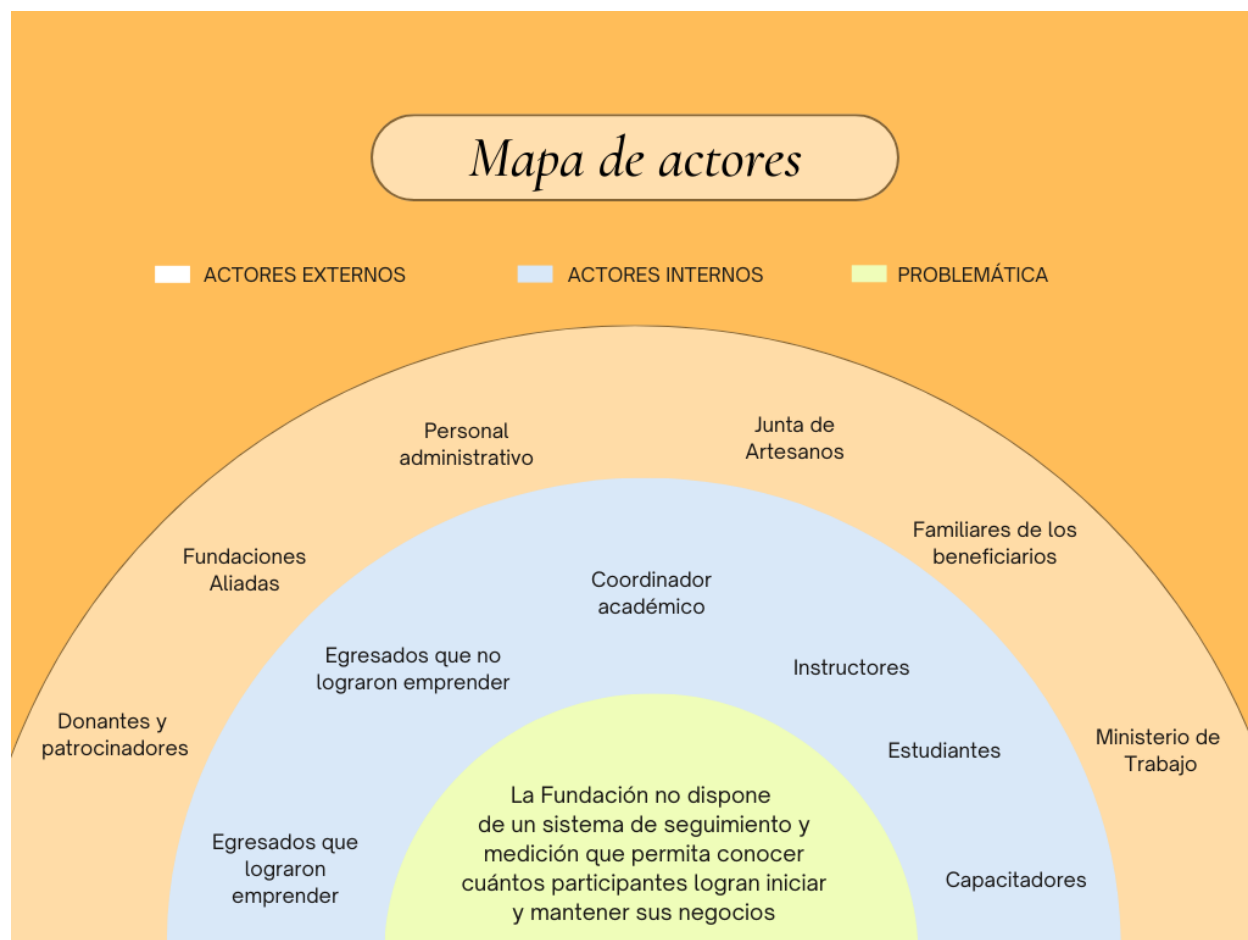 Mapa de actores
ACTORES EXTERNOS
ACTORES INTERNOS
PROBLEMÁTICA
Personal
administrativo
Junta de
Artesanos
Fundaciones
Aliadas
Familiares de los
beneficiarios
Donantes y
patrocinadores
Ministerio de
Trabajo
Coordinador
académico
Egresados que no
lograron emprender
Instructores
Estudiantes
Egresados que
lograron
emprender
Capacitadores
La Fundación no dispone
de un sistema de seguimiento y
medición que permita conocer
cuántos participantes logran iniciar
y mantener sus negocios